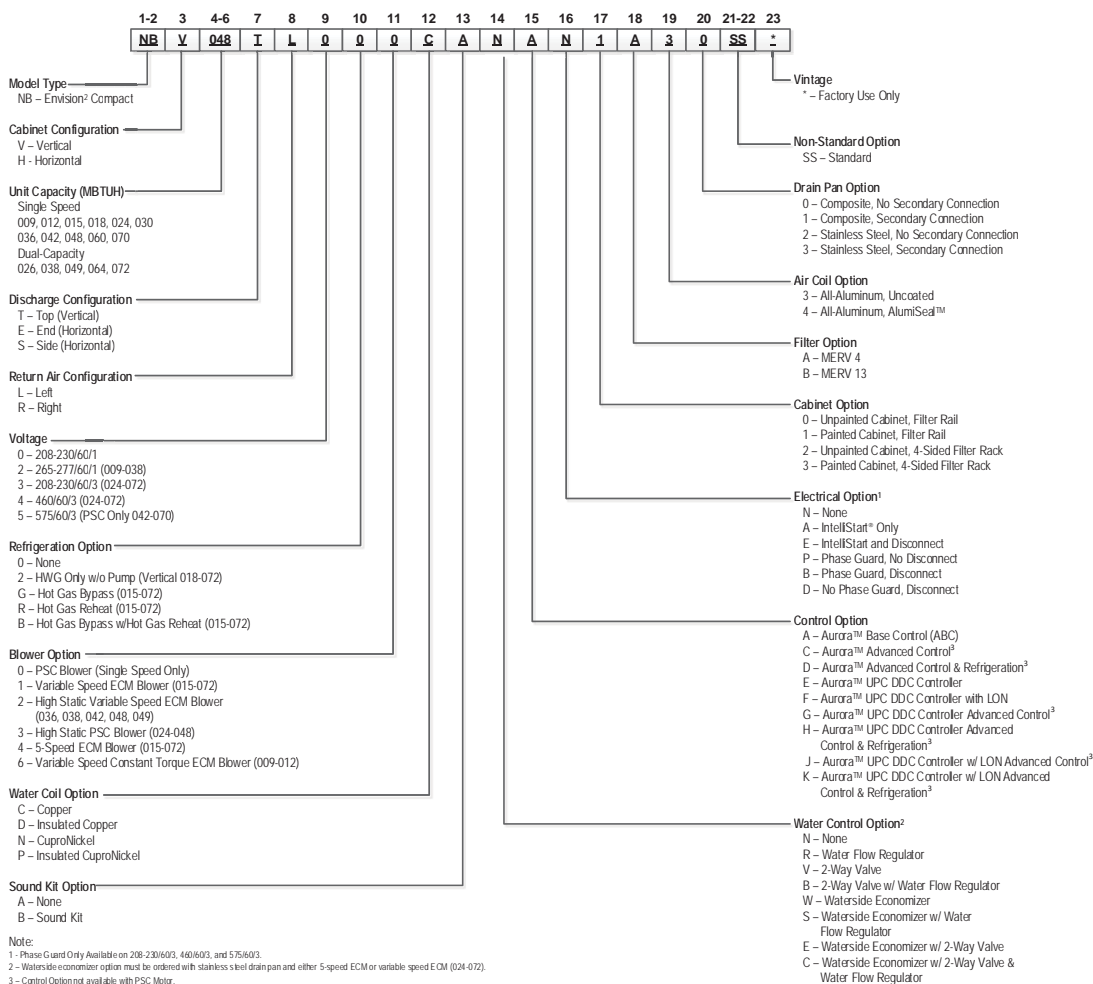 1-2 3 4-6 7 8 9 10 11 12 13 14 15 16 17 18 19 20 21-22 23
NB V 048 T L 0 0 0 C A N A N 1 A 3 0 SS *
Model Type
NB – Envision² Compact
Cabinet Configuration
V – Vertical
H - Horizontal
Unit Capacity (MBTUH)
Single Speed
009, 012, 015, 018, 024, 030
036, 042, 048, 060, 070
Dual-Capacity
026, 038, 049, 064, 072
Discharge Configuration
T – Top (Vertical)
E – End (Horizontal)
S – Side (Horizontal)
Return Air Configuration
L – Left
R – Right
Voltage
0 – 208-230/60/1
2 – 265-277/60/1 (009-038)
3 – 208-230/60/3 (024-072)
4 – 460/60/3 (024-072)
5 – 575/60/3 (PSC Only 042-070)
Refrigeration Option
0 – None
2 – HWG Only w/o Pump (Vertical 018-072)
G – Hot Gas Bypass (015-072)
R – Hot Gas Reheat (015-072)
B – Hot Gas Bypass w/Hot Gas Reheat (015-072)
Blower Option
0 – PSC Blower (Single Speed Only)
1 – Variable Speed ECM Blower (015-072)
2 – High Static Variable Speed ECM Blower
(036, 038, 042, 048, 049)
3 – High Static PSC Blower (024-048)
4 – 5-Speed ECM Blower (015-072)
6 – Variable Speed Constant Torque ECM Blower (009-012)
Water Coil Option
C – Copper
D – Insulated Copper
N – CuproNickel
P – Insulated CuproNickel
Sound Kit Option
A – None
B – Sound Kit
Note:
1 - Phase Guard Only Available on 208-230/60/3, 460/60/3, and 575/60/3.
2 – Waterside economizer option must be ordered with stainless steel drain pan and either 5-speed ECM or variable speed ECM (024-072).
3 – Control Option not available with PSC Motor.
Vintage
* – Factory Use Only
Non-Standard Option
SS – Standard
Drain Pan Option
0 – Composite, No Secondary Connection
1 – Composite, Secondary Connection
2 – Stainless Steel, No Secondary Connection
3 – Stainless Steel, Secondary Connection
Air Coil Option
3 – All-Aluminum, Uncoated
4 – All-Aluminum, AlumiSeal™
Filter Option
A – MERV 4
B – MERV 13
Cabinet Option
0 – Unpainted Cabinet, Filter Rail
1 – Painted Cabinet, Filter Rail
2 – Unpainted Cabinet, 4-Sided Filter Rack
3 – Painted Cabinet, 4-Sided Filter Rack
Electrical Option¹
N – None
A – IntelliStart® Only
E – IntelliStart and Disconnect
P – Phase Guard, No Disconnect
B – Phase Guard, Disconnect
D – No Phase Guard, Disconnect
Control Option
A – Aurora™ Base Control (ABC)
C – Aurora™ Advanced Control³
D – Aurora™ Advanced Control & Refrigeration³
E – Aurora™ UPC DDC Controller
F – Aurora™ UPC DDC Controller with LON
G – Aurora™ UPC DDC Controller Advanced Control³
H – Aurora™ UPC DDC Controller Advanced
Control & Refrigeration³
J – Aurora™ UPC DDC Controller w/ LON Advanced Control³
K – Aurora™ UPC DDC Controller w/ LON Advanced
Control & Refrigeration³
Water Control Option²
N – None
R – Water Flow Regulator
V – 2-Way Valve
B – 2-Way Valve w/ Water Flow Regulator
W – Waterside Economizer
S – Waterside Economizer w/ Water
Flow Regulator
E – Waterside Economizer w/ 2-Way Valve
C – Waterside Economizer w/ 2-Way Valve &
Water Flow Regulator